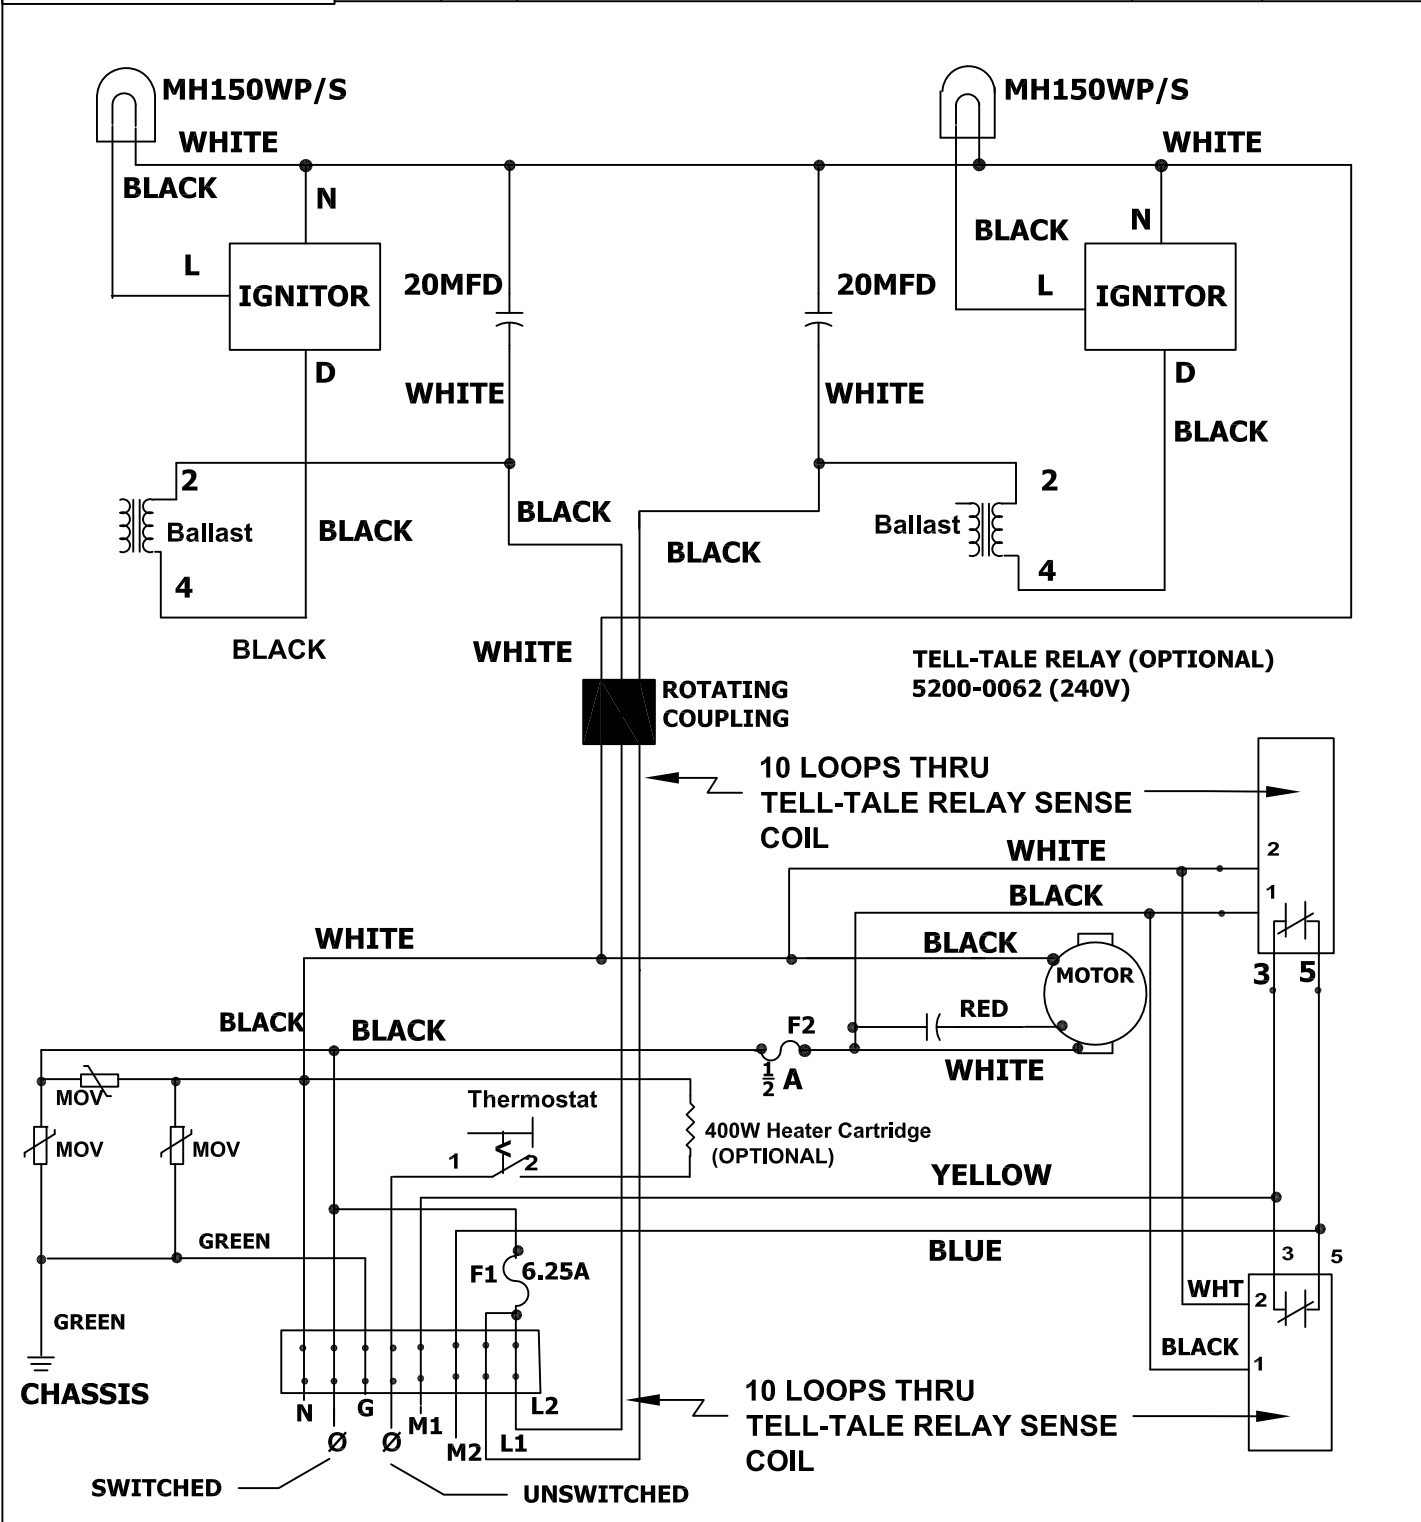 MH150WP/S
MH150WP/S
WHITE
WHITE
BLACK
N
N
BLACK
L
20MFD
20MFD
L
IGNITOR
IGNITOR
D
D
WHITE
WHITE
BLACK
2
2
BLACK
Ballast
BLACK
Ballast
BLACK
4
4
BLACK
WHITE
TELL-TALE RELAY (OPTIONAL)
5200-0062 (240V)
ROTATING
COUPLING
10 LOOPS THRU
TELL-TALE RELAY SENSE
COIL
WHITE
2
BLACK
1
WHITE
BLACK
MOTOR
3
5
RED
BLACK
BLACK
F2
WHITE
1/2 A
MOV
Thermostat
MOV
MOV
1
<
2
400W Heater Cartridge
(OPTIONAL)
YELLOW
GREEN
BLUE
3
5
F1
6.25A
WHT
2
GREEN
BLACK
1
CHASSIS
10 LOOPS THRU
TELL-TALE RELAY SENSE
COIL
N
G
M1
L2
Ø
Ø
M2
L1
SWITCHED
UNSWITCHED